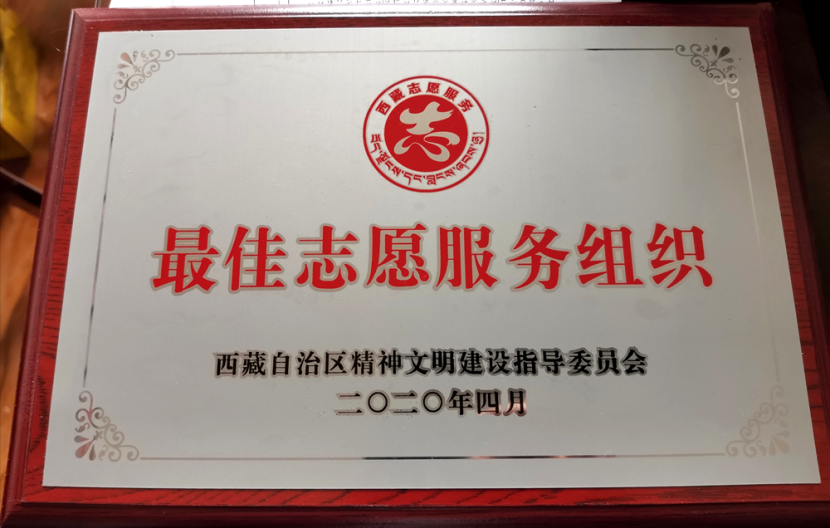 西藏志愿服务
志
最佳志愿服务组织
西藏自治区精神文明建设指导委员会
二〇二〇年四月